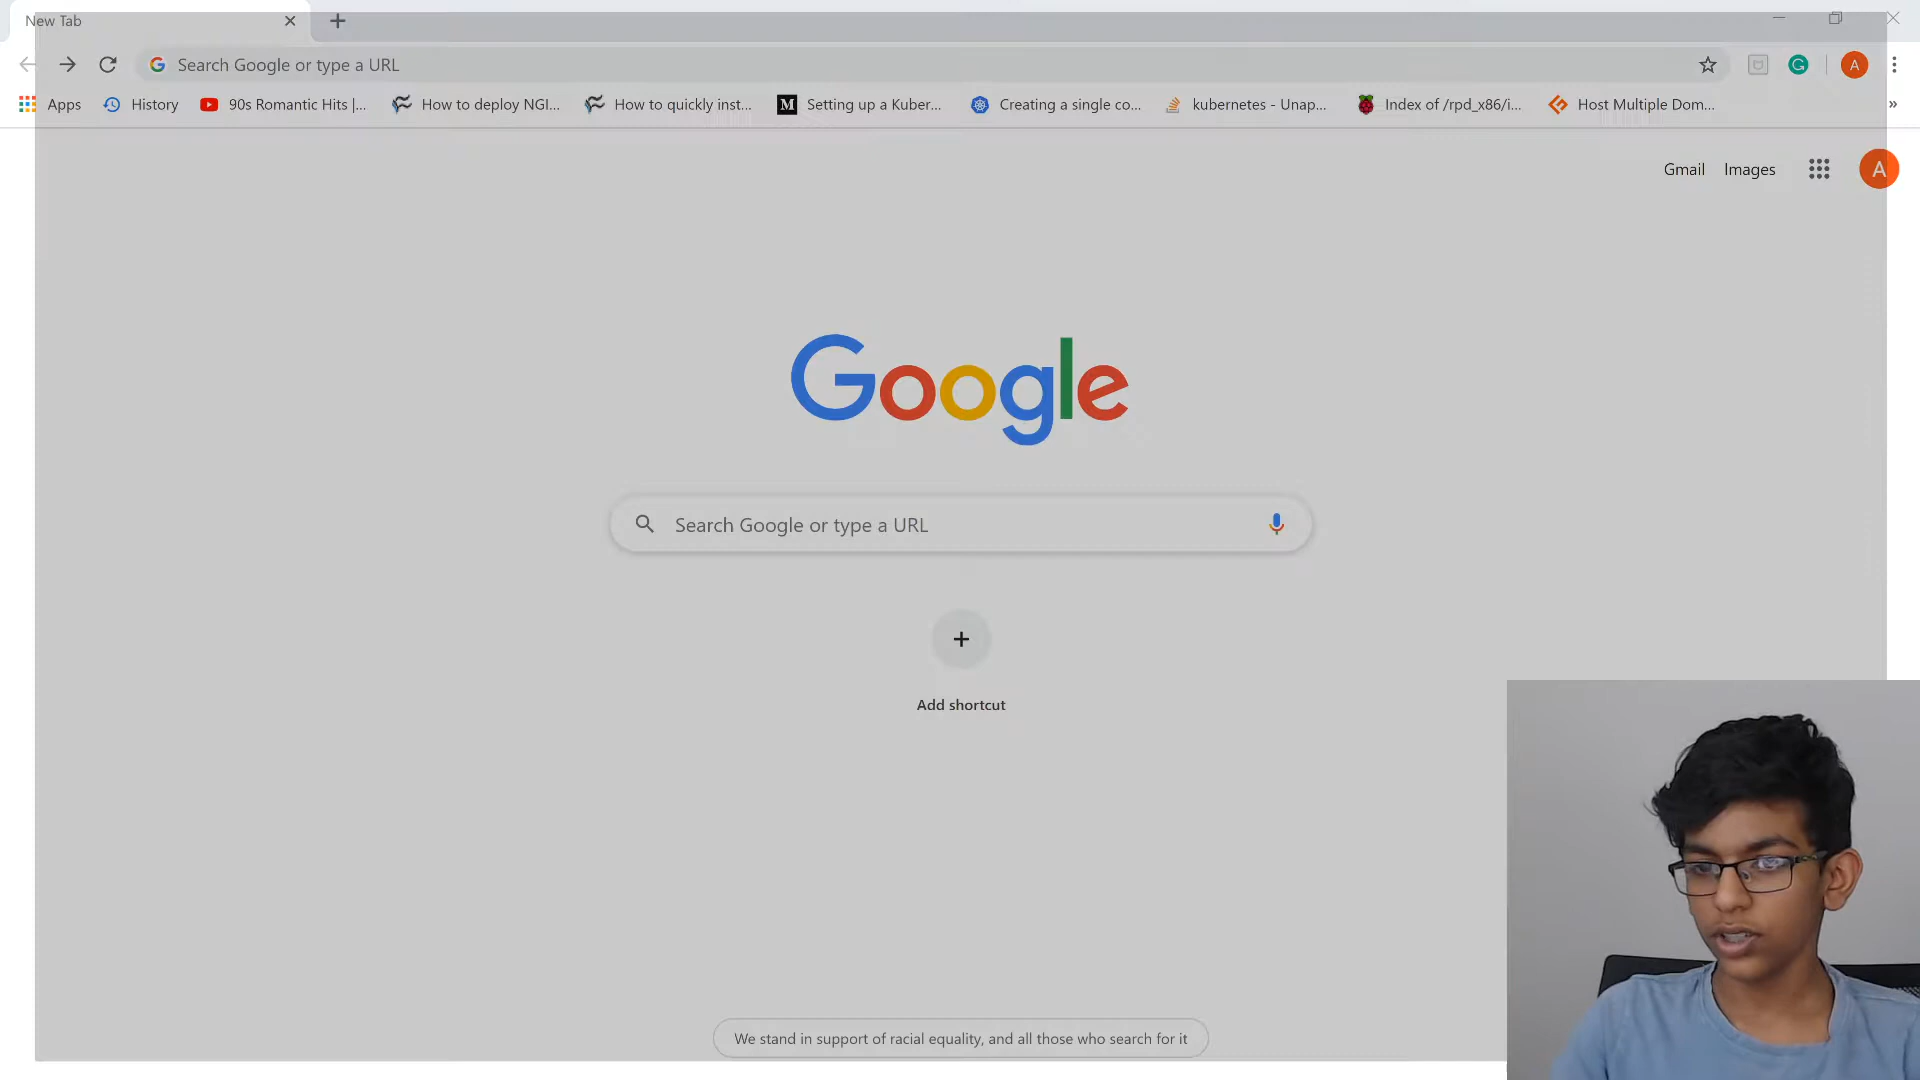 New Tab
Search Google or type a URL
Apps
History
90s Romantic Hits |...
How to deploy NGI...
How to quickly inst...
M
Setting up a Kuber...
Creating a single co...
kubernetes - Unap...
Index of /rpd_x86/i...
Host Multiple Dom...
»
A
Gmail
Images
A
Google
Search Google or type a URL
Add shortcut
We stand in support of racial equality, and all those who search for it